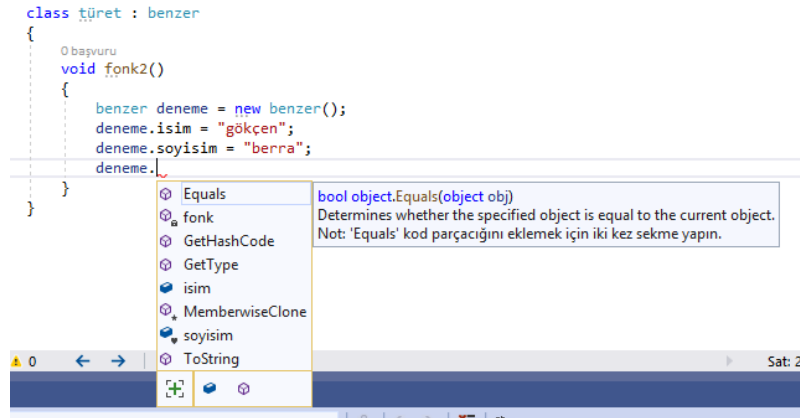 class türet : benzer
{
0 başvuru
void fonk2()
{
benzer deneme = new benzer();
deneme.isim = "gökçen";
deneme.soyisim = "berra";
deneme.
}
}
Equals
fonk
GetHashCode
GetType
isim
MemberwiseClone
soyisim
ToString
bool object.Equals(object obj)
Determines whether the specified object is equal to the current object.
Not: 'Equals' kod parçacığını eklemek için iki kez sekme yapın.
0
Sat: 2